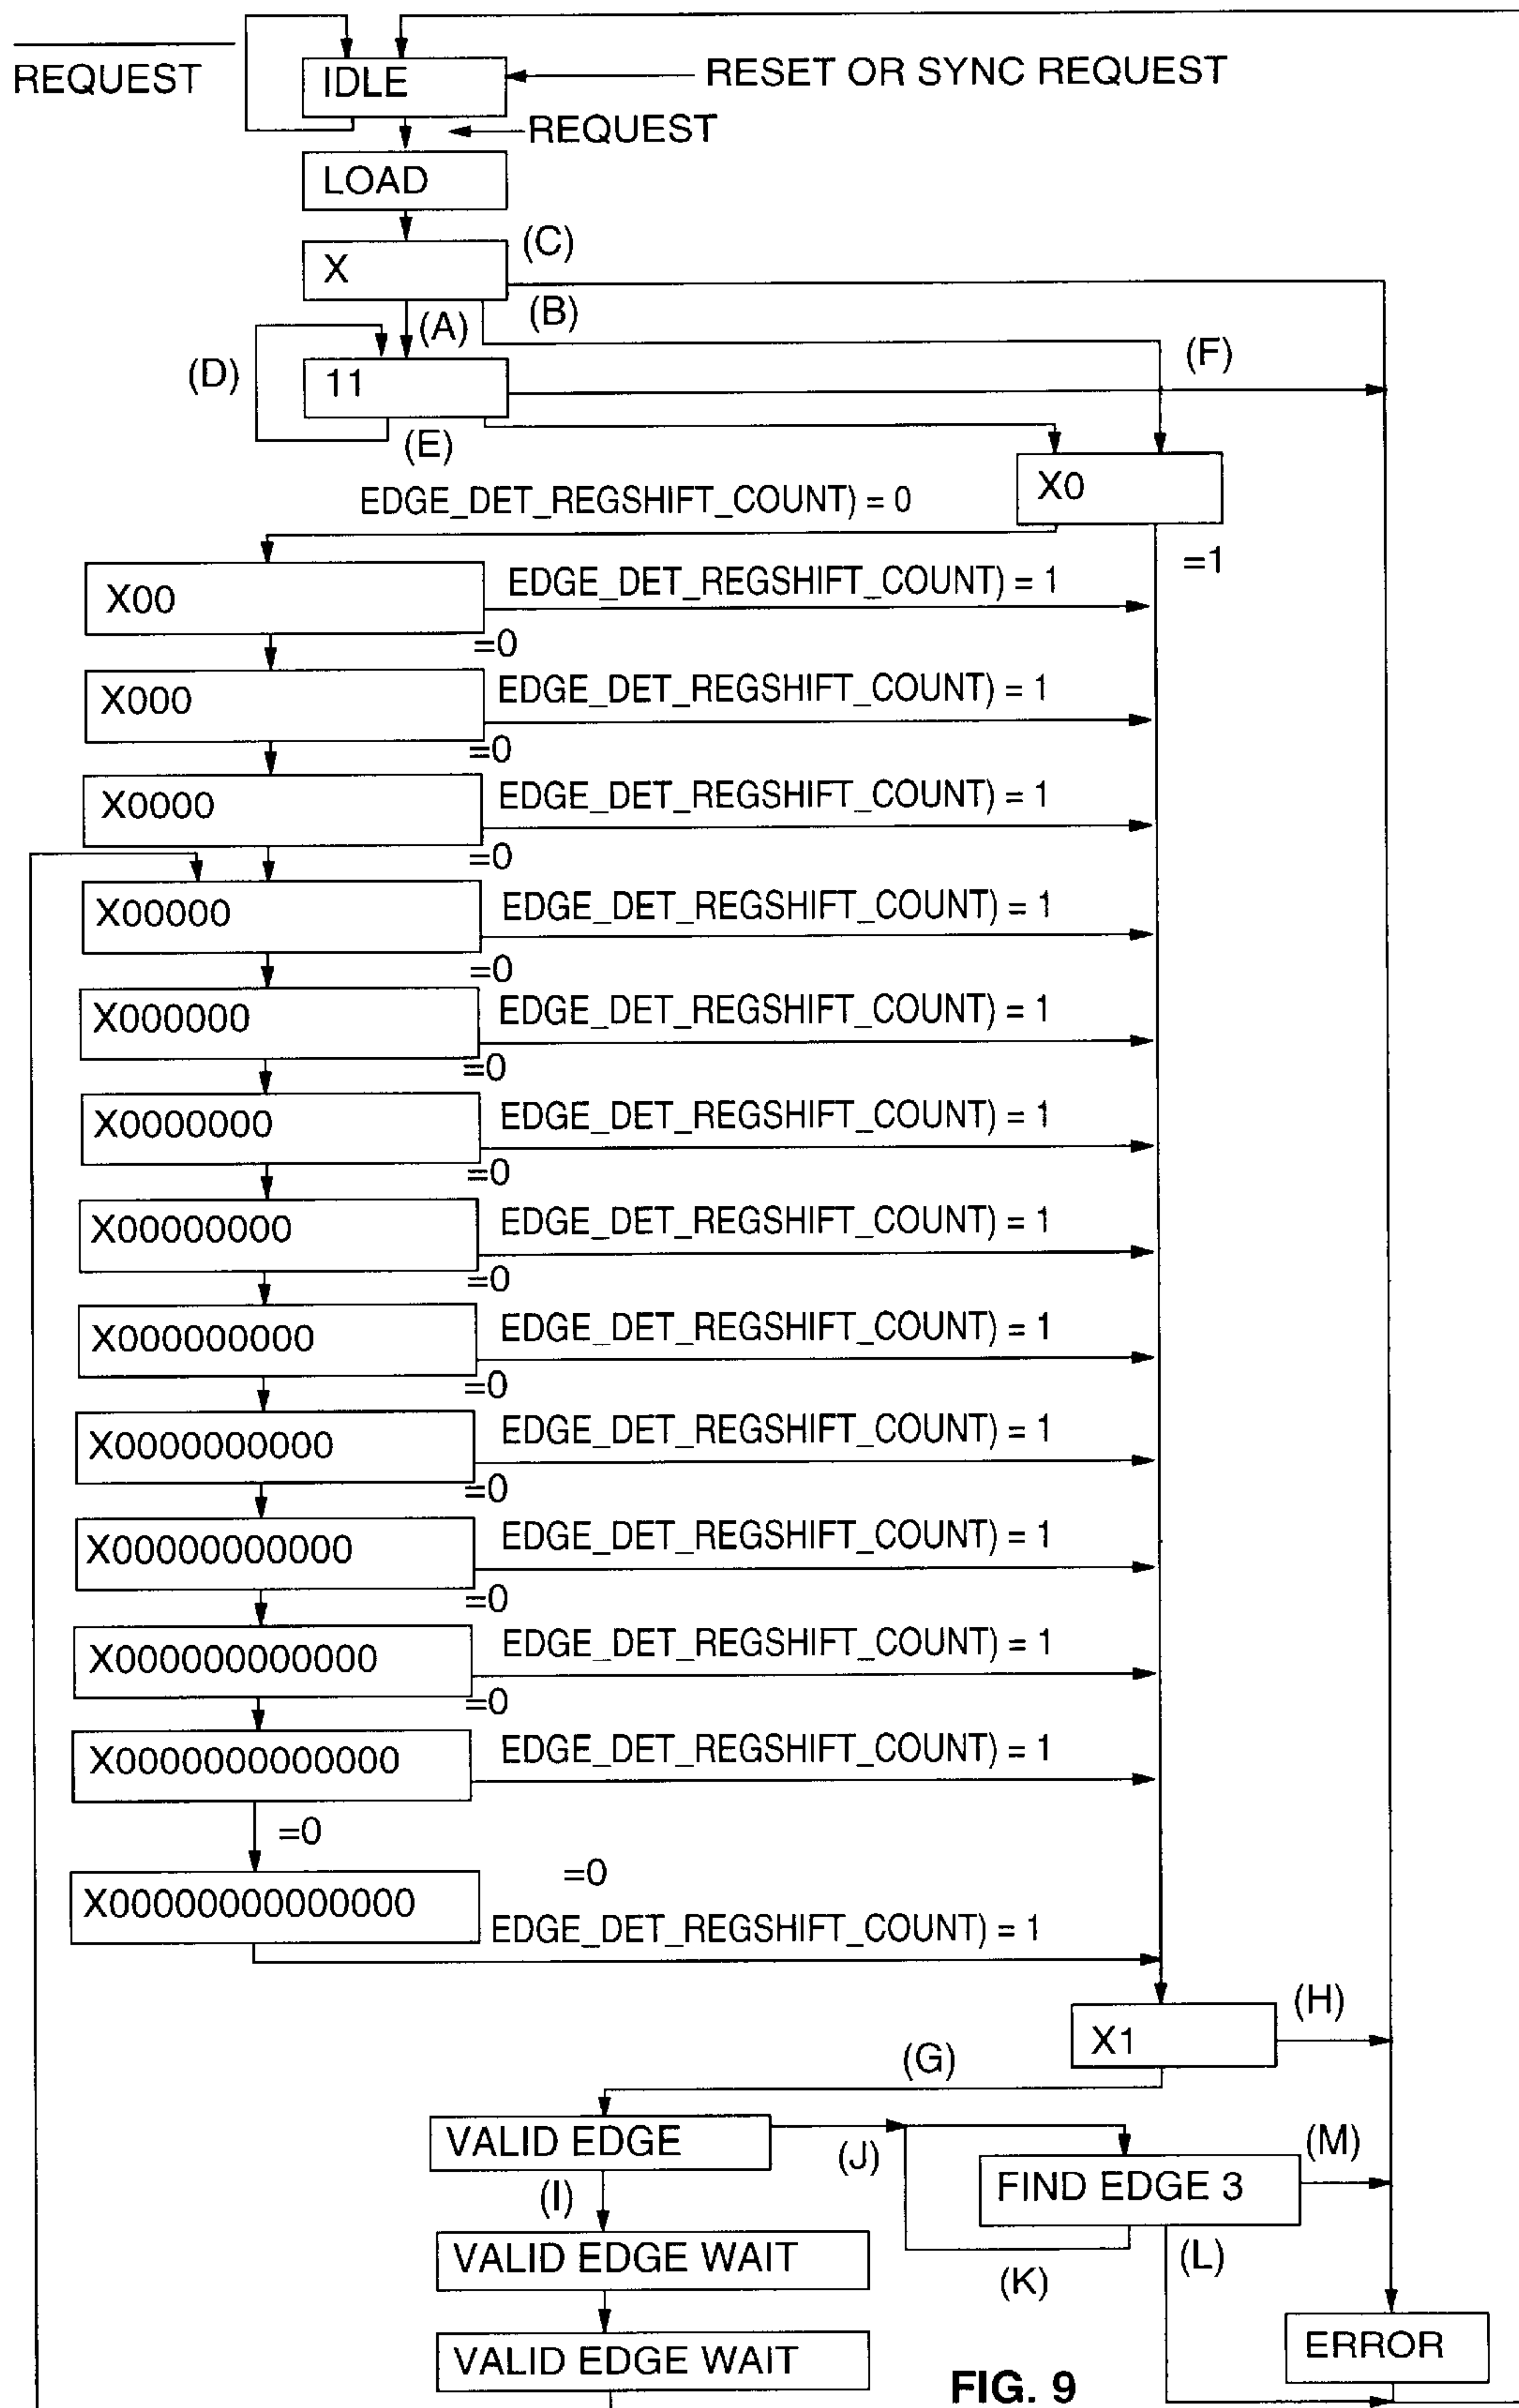 REQUEST
IDLE
RESET OR SYNC REQUEST
REQUEST
LOAD
X
(C)
(B)
(A)
(F)
(D)
11
(E)
X0
EDGE_DET_REGSHIFT_COUNT) = 0
=1
X00
EDGE_DET_REGSHIFT_COUNT) = 1
=0
X000
EDGE_DET_REGSHIFT_COUNT) = 1
=0
X0000
EDGE_DET_REGSHIFT_COUNT) = 1
=0
X00000
EDGE_DET_REGSHIFT_COUNT) = 1
=0
X000000
EDGE_DET_REGSHIFT_COUNT) = 1
=0
X0000000
EDGE_DET_REGSHIFT_COUNT) = 1
=0
X00000000
EDGE_DET_REGSHIFT_COUNT) = 1
=0
X000000000
EDGE_DET_REGSHIFT_COUNT) = 1
=0
X0000000000
EDGE_DET_REGSHIFT_COUNT) = 1
=0
X00000000000
EDGE_DET_REGSHIFT_COUNT) = 1
=0
X000000000000
EDGE_DET_REGSHIFT_COUNT) = 1
=0
X0000000000000
EDGE_DET_REGSHIFT_COUNT) = 1
=0
=0
X00000000000000
EDGE_DET_REGSHIFT_COUNT) = 1
(H)
X1
(G)
VALID EDGE
(J)
(M)
FIND EDGE 3
(I)
VALID EDGE WAIT
(K)
(L)
ERROR
VALID EDGE WAIT
FIG. 9